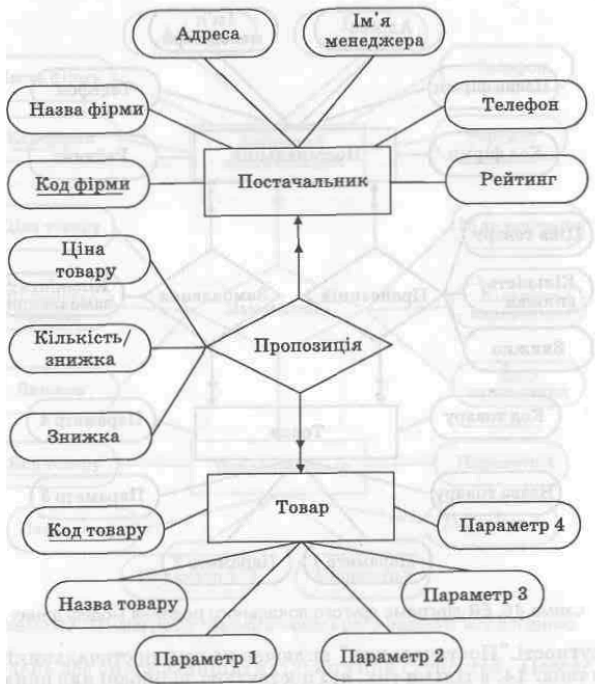 Адреса
Ім'я
менеджера
Назва фірми
Телефон
Код фірми
Постачальник
Рейтинг
Ціна
товару
Кількість/
знижка
Пропозиція
Знижка
Товар
Код товару
Параметр 4
Назва товару
Параметр 3
Параметр 1
Параметр 2